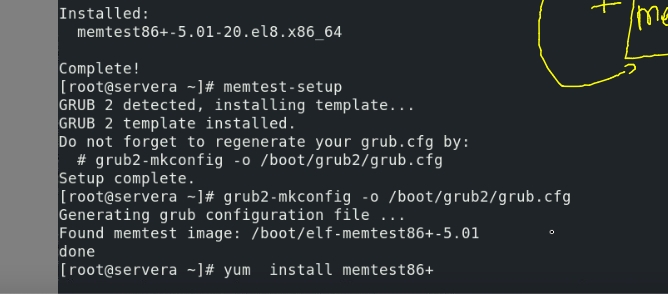 Installed:
  memtest86+-5.01-20.el8.x86_64
Complete!
[root@servera ~]# memtest-setup
GRUB 2 detected, installing template...
GRUB 2 template installed.
Do not forget to regenerate your grub.cfg by:
  # grub2-mkconfig -o /boot/grub2/grub.cfg
Setup complete.
[root@servera ~]# grub2-mkconfig -o /boot/grub2/grub.cfg
Generating grub configuration file ...
Found memtest image: /boot/elf-memtest86+-5.01
done
[root@servera ~]# yum  install memtest86+